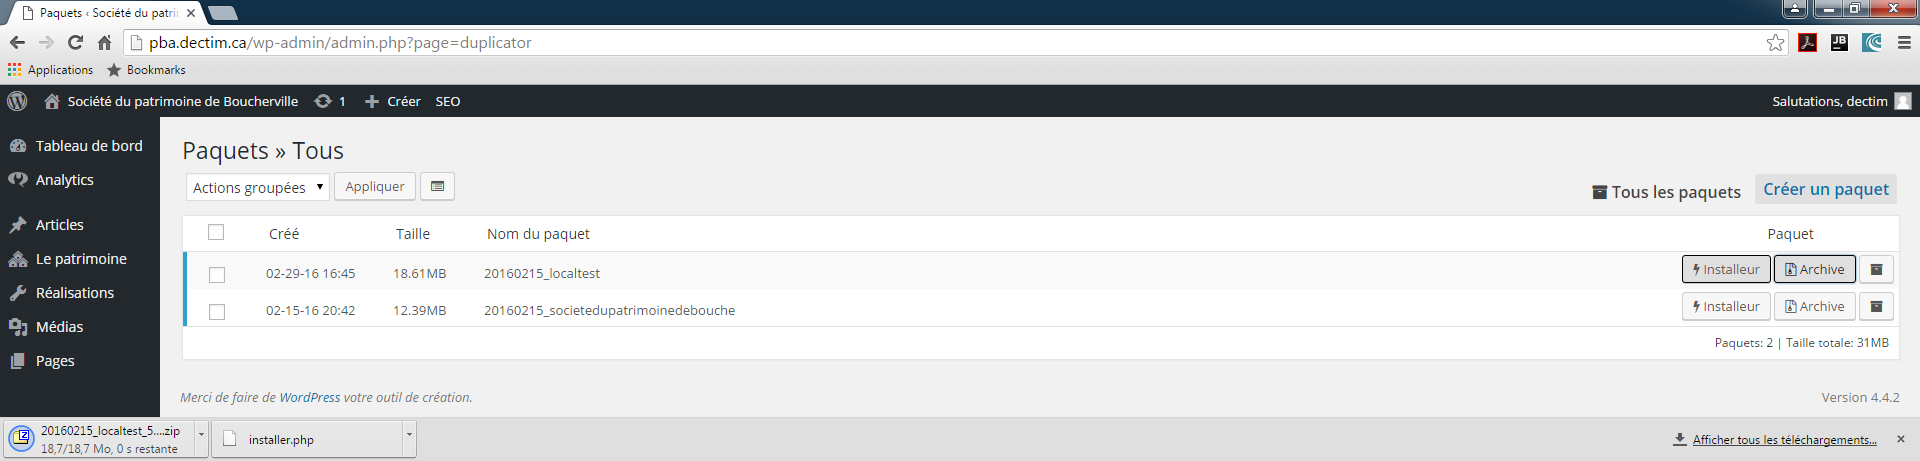 Paquets ‹ Société du patri
pba.dectim.ca/wp-admin/admin.php?page=duplicator
JB
Applications Bookmarks
Société du patrimoine de Boucherville 1 Créer SEO
Salutations, dectim
Tableau de bord
Analytics
Articles
Le patrimoine
Réalisations
Médias
Pages
Paquets » Tous
Actions groupées Appliquer
Tous les paquets Créer un paquet
Créé Taille Nom du paquet Paquet
02-29-16 16:45 18.61MB 20160215_localtest Installeur Archive
02-15-16 20:42 12.39MB 20160215_societedupatrimoinedebouche Installeur Archive
Paquets: 2 | Taille totale: 31MB
Merci de faire de WordPress votre outil de création.
Version 4.4.2
20160215_localtest_5....zip
18,7/18,7 Mo, 0 s restante
installer.php
Afficher tous les téléchargements...